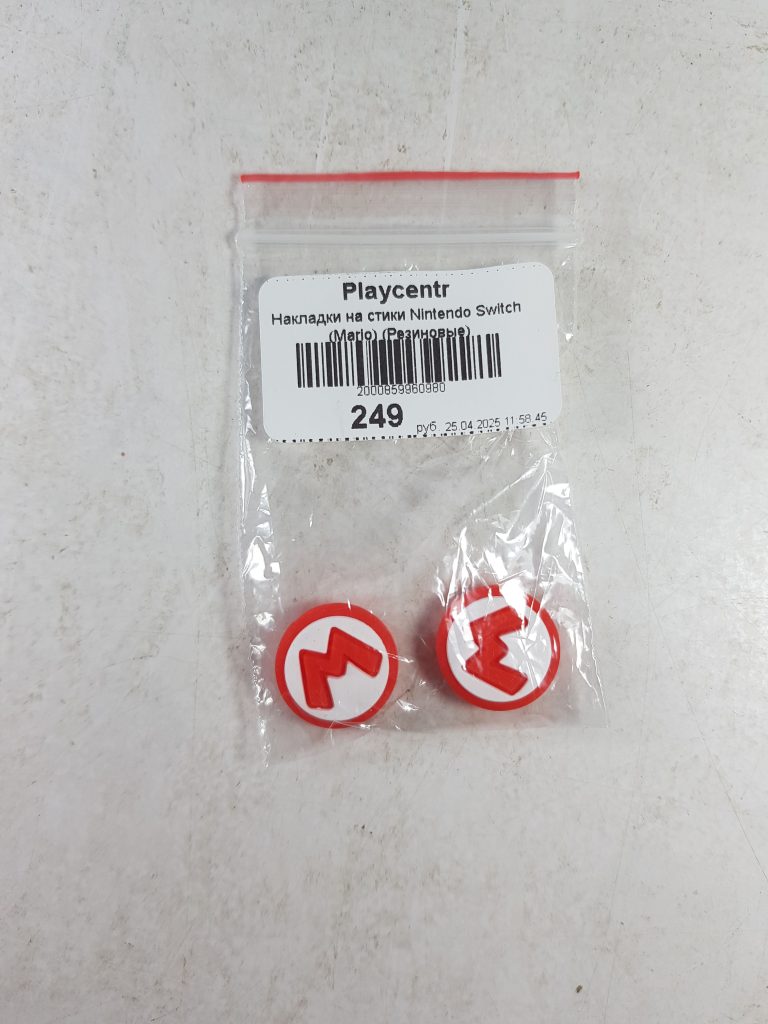 Playcentr
Накладки на стики Nintendo Switch
(Mario) (Резиновые)
2000859960980
249 руб. 25.04.2025 11:58:45
M
M